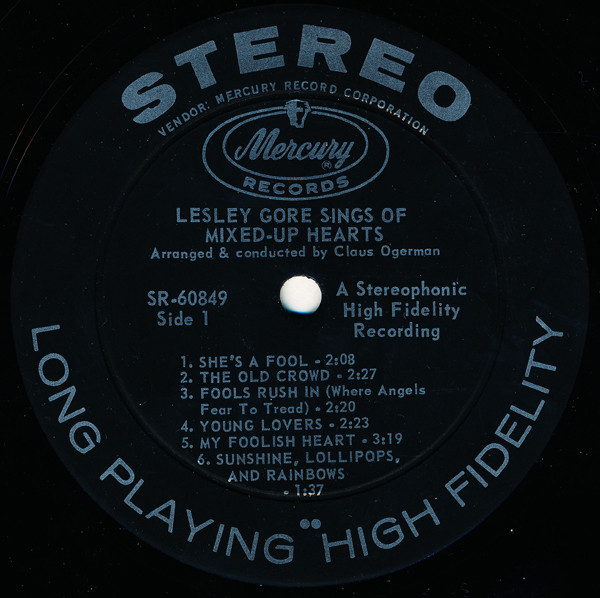 STEREO
VENDOR: MERCURY RECORD CORPORATION
Mercury
®
RECORDS
LESLEY GORE SINGS OF
MIXED-UP HEARTS
Arranged & conducted by Claus Ogerman
SR-60849
Side 1
A Stereophonic
High Fidelity
Recording
1. SHE'S A FOOL - 2:08
2. THE OLD CROWD - 2:27
3. FOOLS RUSH IN (Where Angels
Fear To Tread) - 2:20
4. YOUNG LOVERS - 2:23
5. MY FOOLISH HEART - 3:19
6. SUNSHINE, LOLLIPOPS,
AND RAINBOWS
- 1:37
LONG PLAYING HIGH FIDELITY